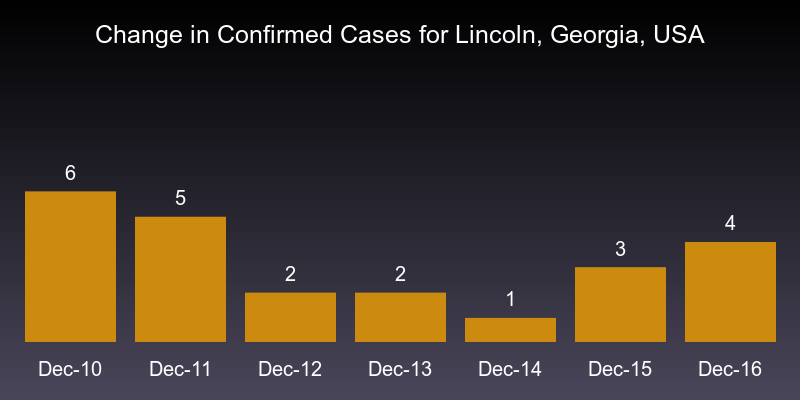 Change in Confirmed Cases for Lincoln, Georgia, USA
6
5
2
2
1
3
4
Dec-10
Dec-11
Dec-12
Dec-13
Dec-14
Dec-15
Dec-16